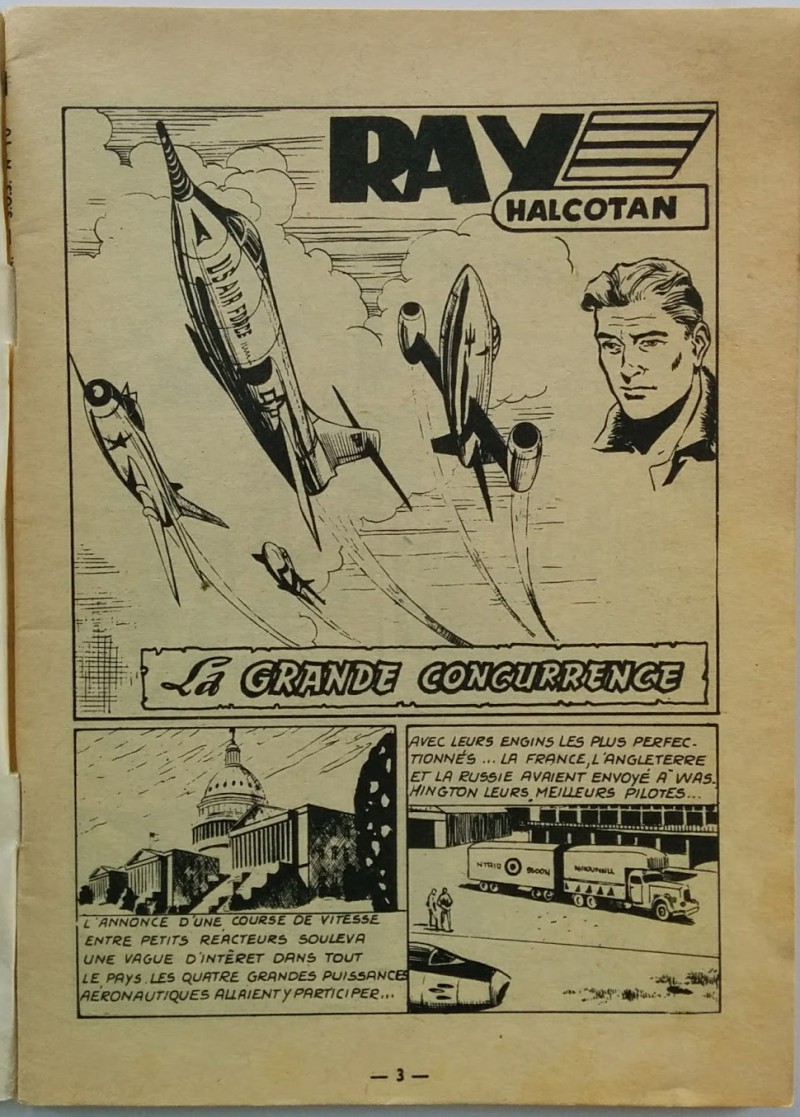 RAY
HALCOTAN
US AIR FORCE
La GRANDE CONCURRENCE
L'ANNONCE D'UNE COURSE DE VITESSE
ENTRE PETITS REACTEURS SOULEVA
UNE VAGUE D'INTÈRET DANS TOUT
LE PAYS. LES QUATRE GRANDES PUISSANCES
AÉRONAUTIQUES ALLAIENT Y PARTICIPER...
AVEC LEURS ENGINS LES PLUS PERFEC-
TIONNÉS... LA FRANCE, L'ANGLETERRE
ET LA RUSSIE AVAIENT ENVOYÉ A WAS-
HINGTON LEURS MEILLEURS PILOTES...
— 3 —